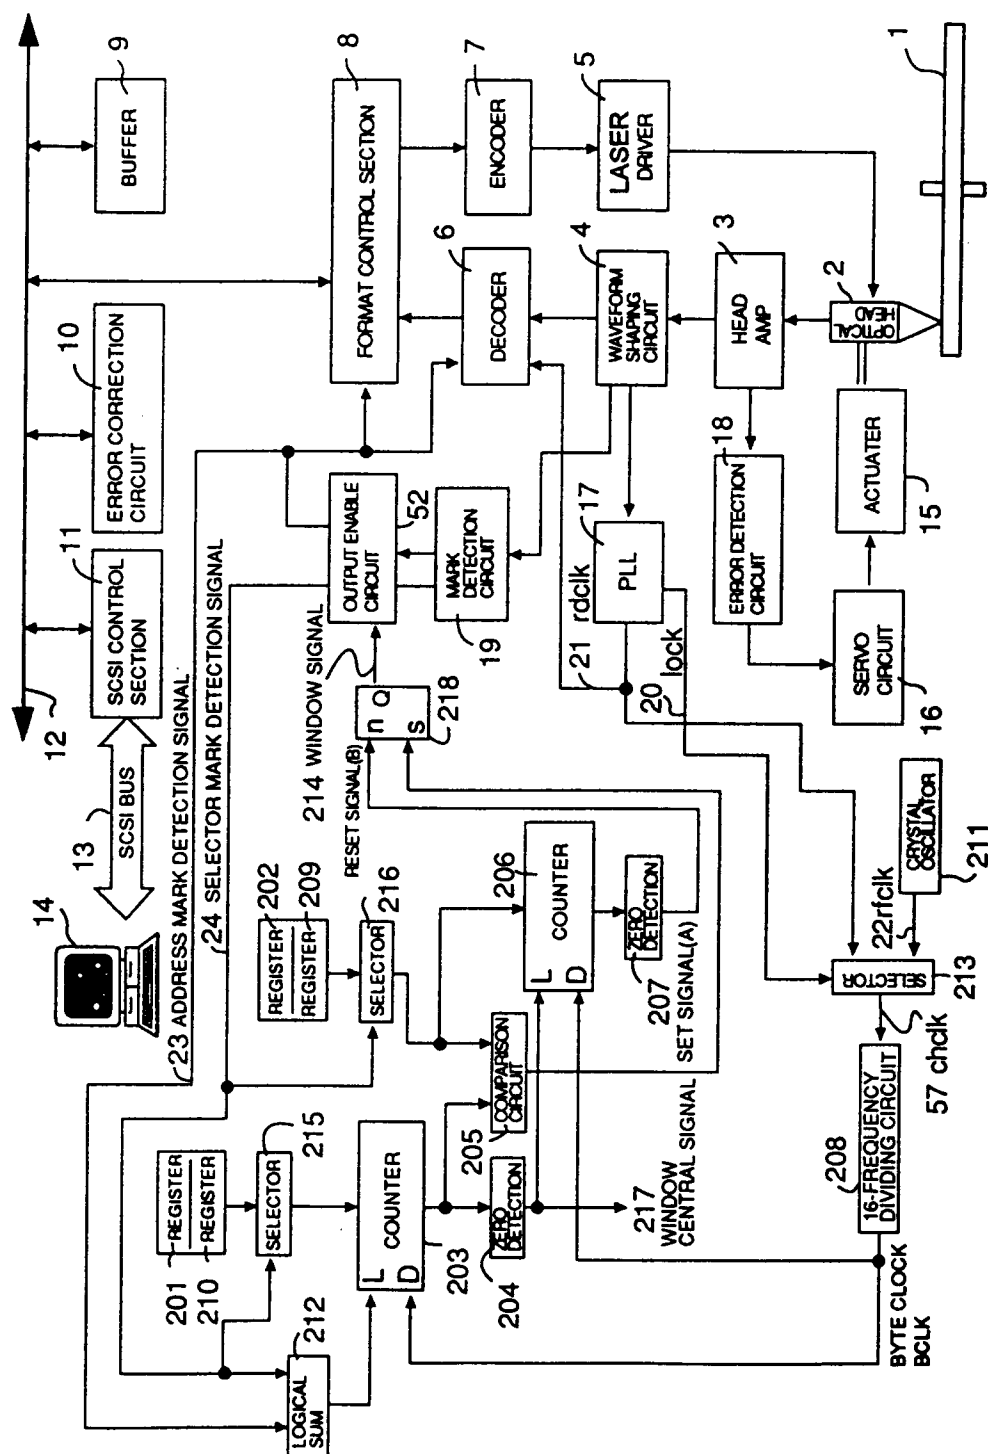 9
BUFFER
10
ERROR CORRECTION
CIRCUIT
11
SCSI CONTROL
SECTION
12
13
SCSI BUS
14
23 ADDRESS MARK DETECTION SIGNAL
24 SELECTOR MARK DETECTION SIGNAL
8
FORMAT CONTROL SECTION
7
ENCODER
6
DECODER
5
LASER
DRIVER
4
WAVEFORM
SHAPING
CIRCUIT
3
HEAD
AMP
2
OPTICAL
HEAD
1
OUTPUT ENABLE
CIRCUIT
52
MARK
DETECTION
CIRCUIT
19
17
PLL
rdclk
21
20
lock
18
ERROR DETECTION
CIRCUIT
ACTUATER
15
SERVO
CIRCUIT
16
214 WINDOW SIGNAL
n Q
s
218
RESET SIGNAL(B)
202
REGISTER
REGISTER
209
216
SELECTOR
206
COUNTER
L
D
ZERO
DETECTION
207
SET SIGNAL(A)
COMPARISON
CIRCUIT
205
REGISTER
REGISTER
201
210
215
SELECTOR
COUNTER
L
D
203
ZERO
DETECTION
204
217
WINDOW
CENTRAL SIGNAL
212
LOGICAL
SUM
CRYSTAL
OSCILLATOR
211
22rfclk
SELECTOR
213
57 chclk
208
16-FREQUENCY
DIVIDING CIRCUIT
BYTE CLOCK
BCLK